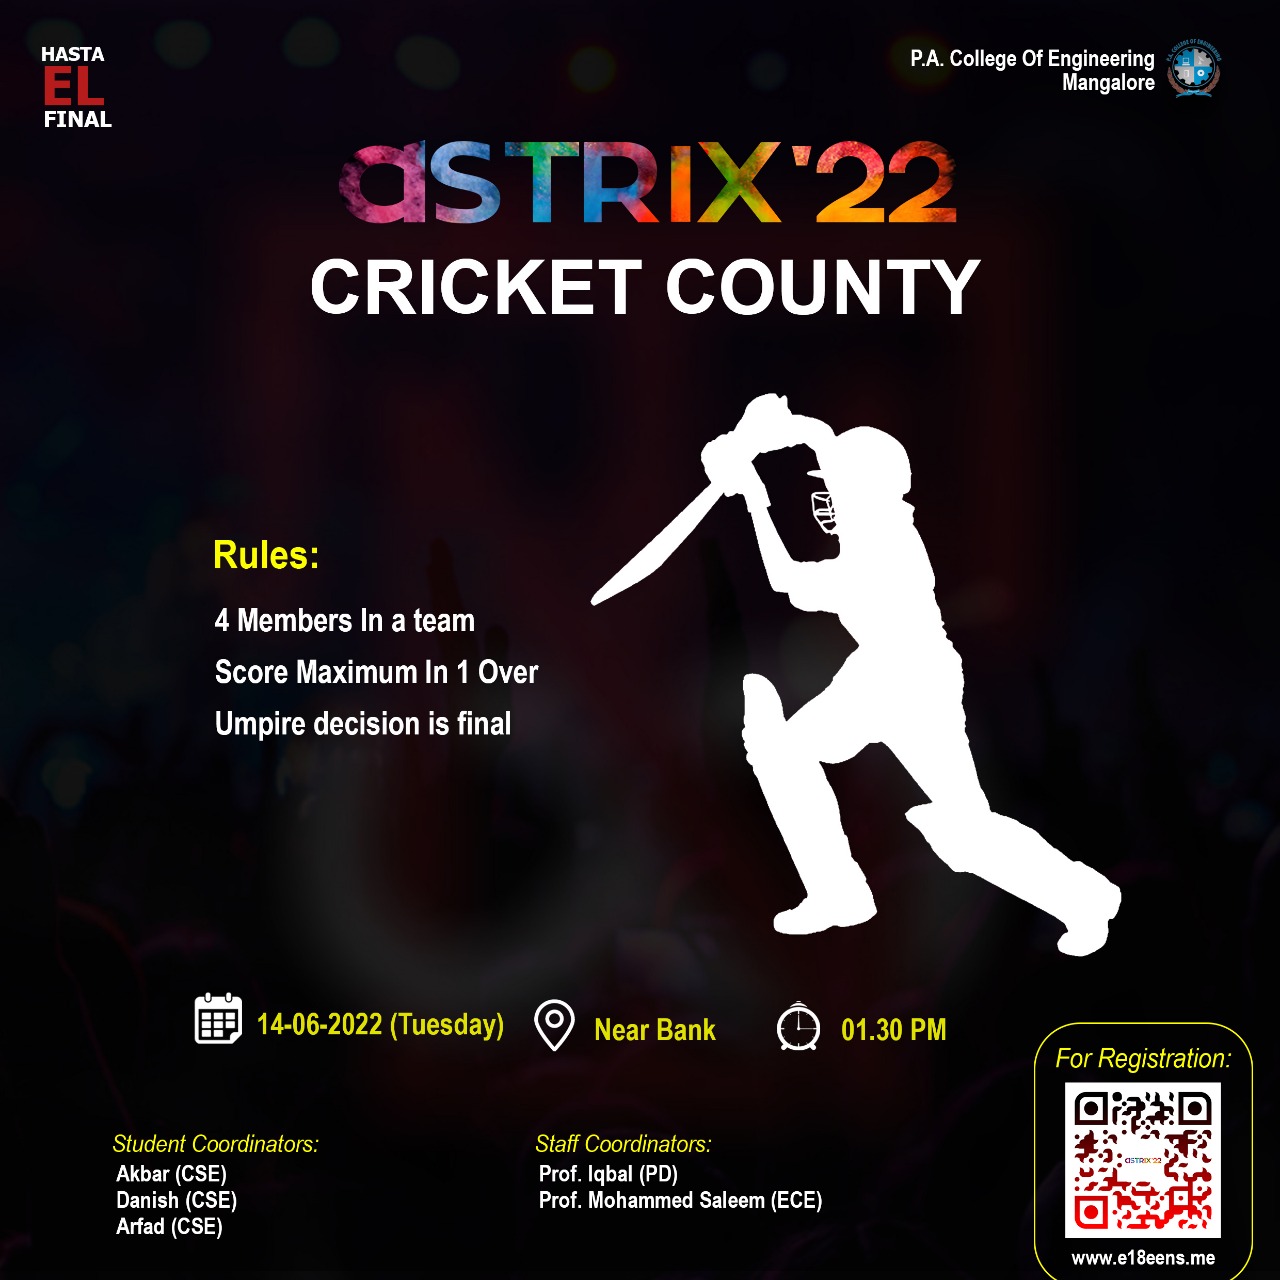 HASTA
EL
FINAL
P.A. College Of Engineering
Mangalore
aSTRIX'22
CRICKET COUNTY
Rules:
4 Members In a team
Score Maximum In 1 Over
Umpire decision is final
14-06-2022 (Tuesday)
Near Bank
01.30 PM
For Registration:
aSTRIX'22
www.e18eens.me
Student Coordinators:
Akbar (CSE)
Danish (CSE)
Arfad (CSE)
Staff Coordinators:
Prof. Iqbal (PD)
Prof. Mohammed Saleem (ECE)